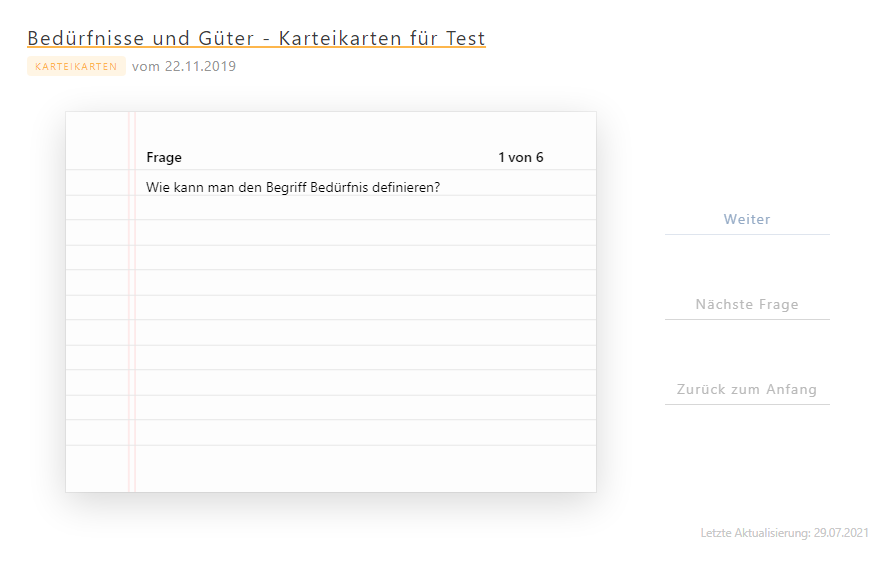 Bedürfnisse und Güter - Karteikarten für Test
KARTEIKARTEN vom 22.11.2019
Frage 1 von 6
Wie kann man den Begriff Bedürfnis definieren?
Weiter
Nächste Frage
Zurück zum Anfang
Letzte Aktualisierung: 29.07.2021